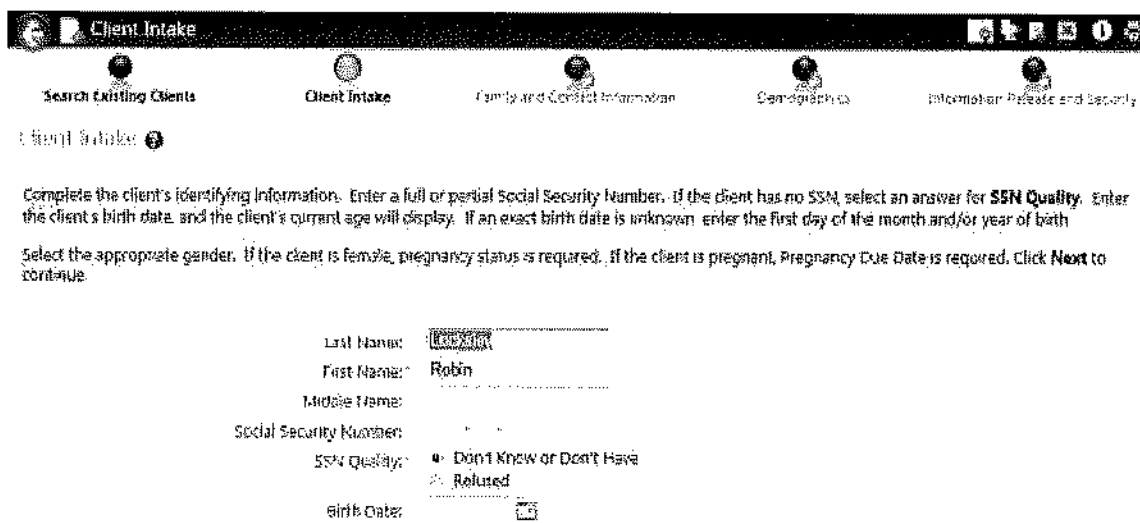 Client Intake
Search Existing Clients
Client Intake
Family and Contact Information
Demographics
Information Release and Security
Client Intake
Complete the client's identifying information. Enter a full or partial Social Security Number. If the client has no SSN, select an answer for SSN Quality. Enter
the client's birth date, and the client's current age will display. If an exact birth date is unknown enter the first day of the month and/or year of birth
Select the appropriate gender. If the client is female, pregnancy status is required. If the client is pregnant, Pregnancy Due Date is required. Click Next to
continue
Last Name:
First Name:* Robin
Middle Name:
Social Security Number:
SSN Quality:* Don't Know or Don't Have
Refused
Birth Date: